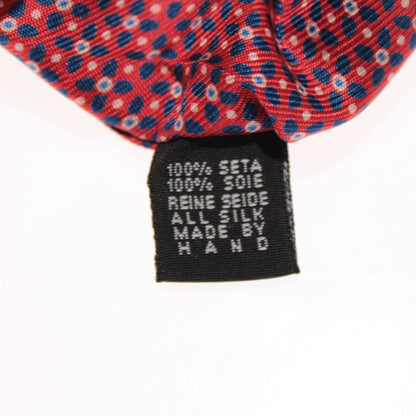 100% SETA
100% SOIE
REINE SEIDE
ALL SILK
MADE BY
HAND